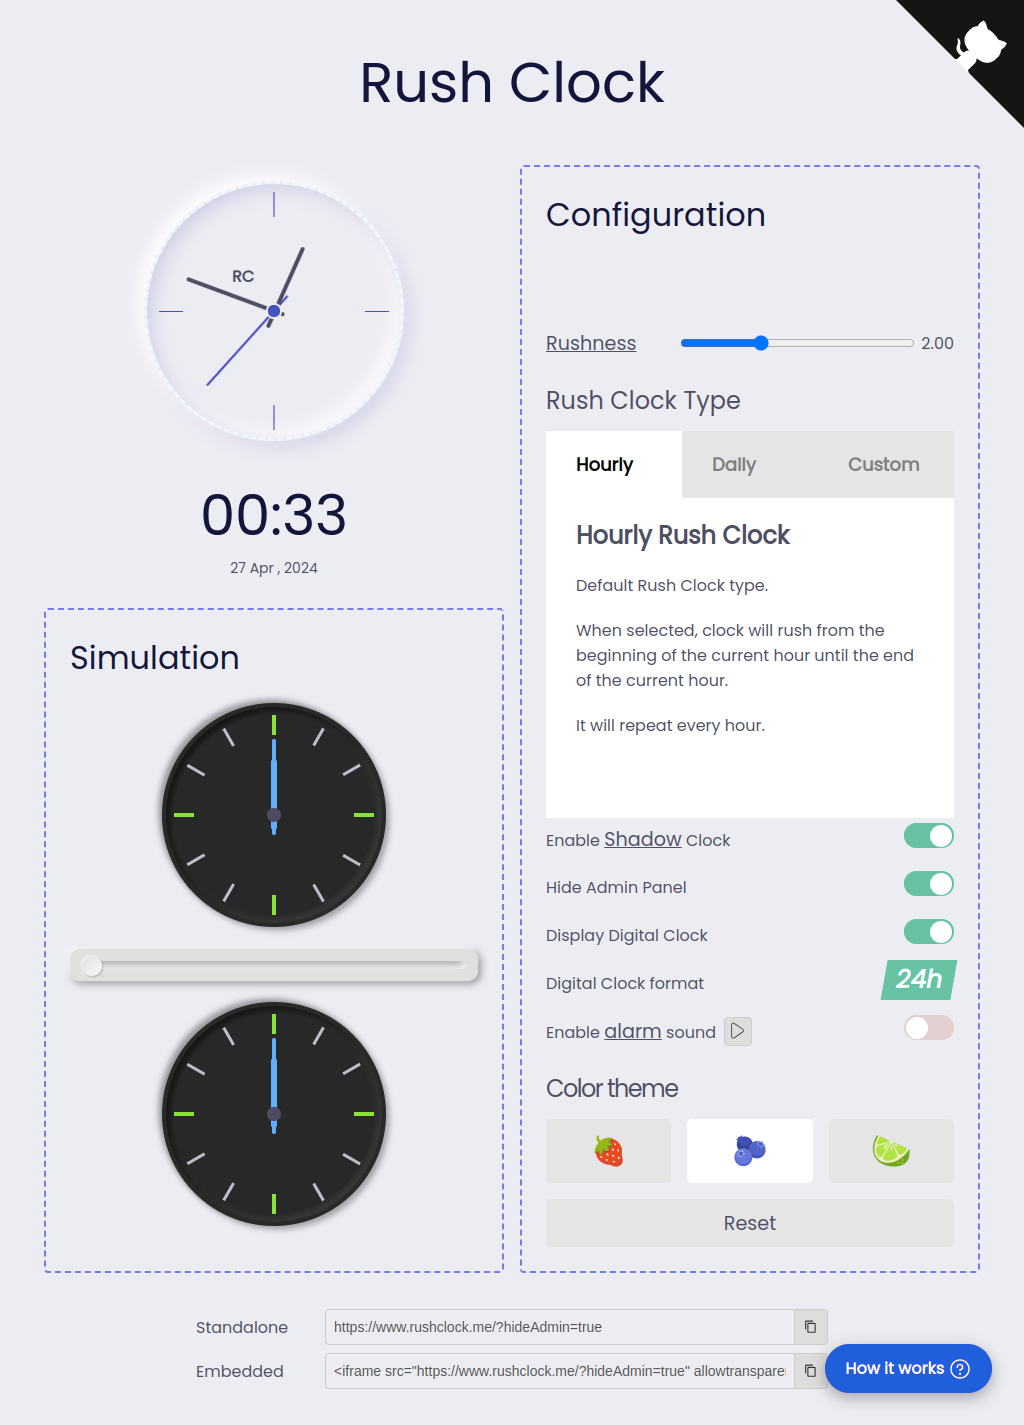 Rush Clock
RC
00:33
27 Apr , 2024
Simulation
Configuration
Rushness 2.00
Rush Clock Type
Hourly Daily Custom
Hourly Rush Clock
Default Rush Clock type.
When selected, clock will rush from the
beginning of the current hour until the end
of the current hour.
It will repeat every hour.
Enable Shadow Clock
Hide Admin Panel
Display Digital Clock
Digital Clock format 24h
Enable alarm sound
Color theme
Reset
Standalone https://www.rushclock.me/?hideAdmin=true
Embedded <iframe src="https://www.rushclock.me/?hideAdmin=true" allowtranspare
How it works